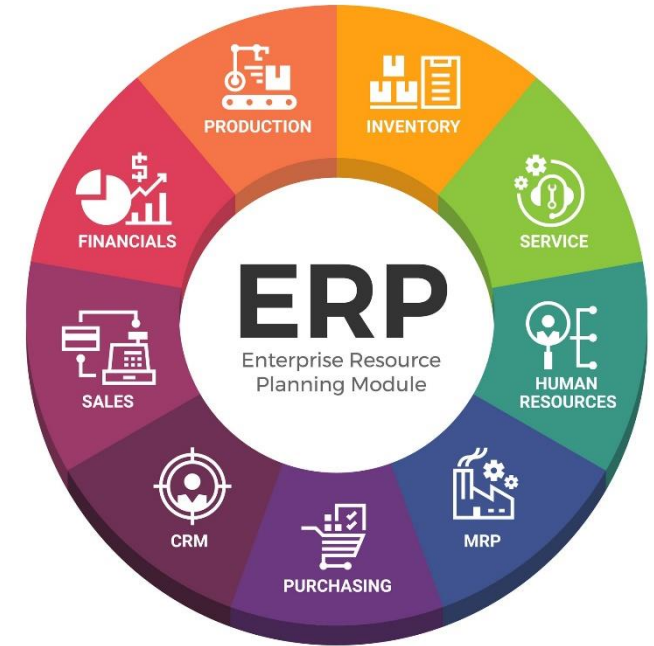 PRODUCTION
INVENTORY
FINANCIALS
SERVICE
ERP
Enterprise Resource
Planning Module
SALES
HUMAN
RESOURCES
CRM
MRP
PURCHASING